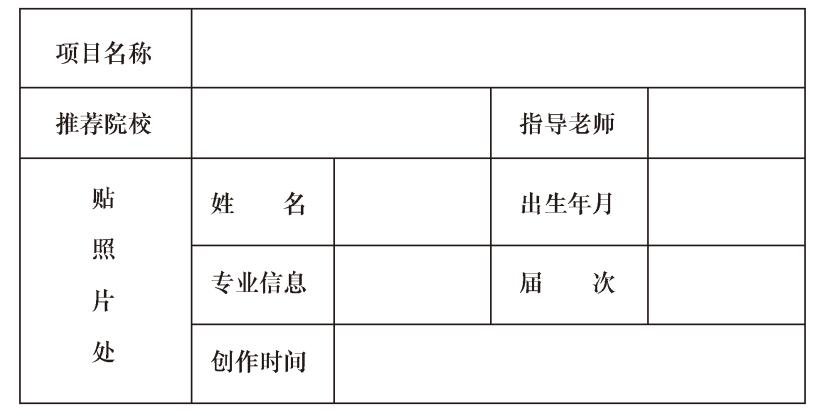 项目名称
推荐院校 指导老师
贴照片处
姓 名 出生年月
专业信息 届 次
创作时间